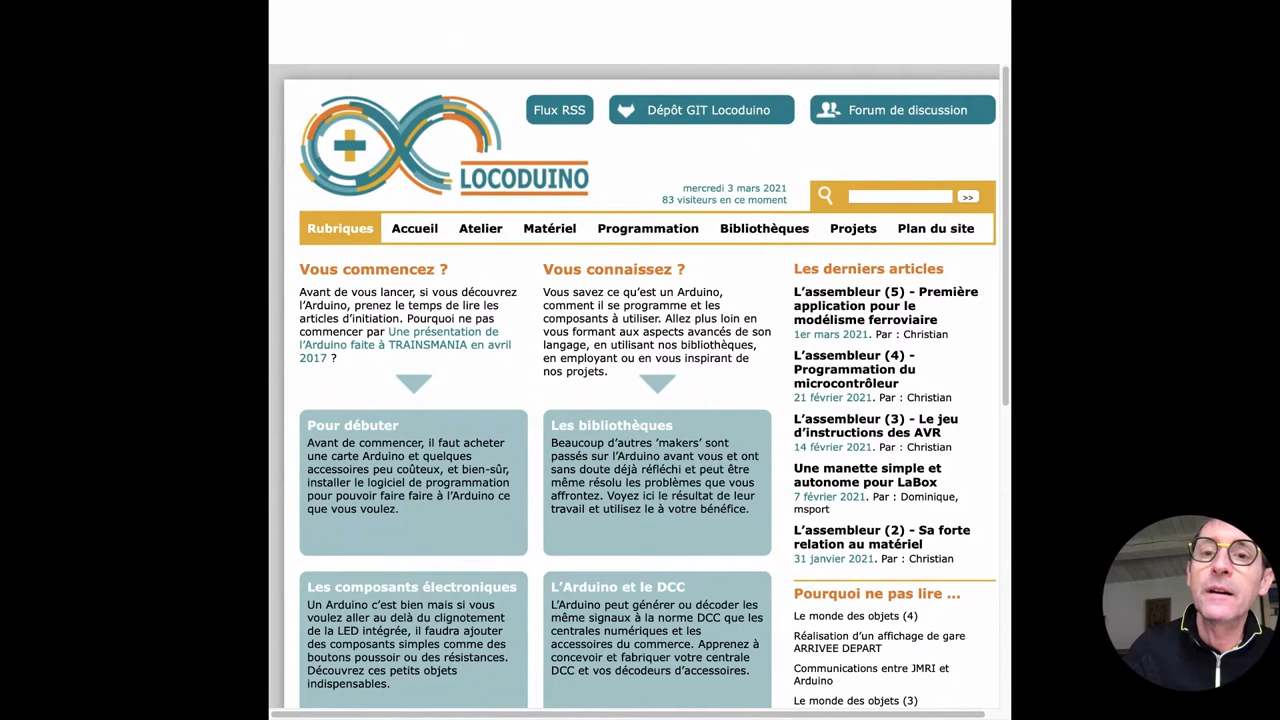 Flux RSS
Dépôt GIT Locoduino
Forum de discussion
LOCODUINO
mercredi 3 mars 2021
83 visiteurs en ce moment
>>
Rubriques Accueil Atelier Matériel Programmation Bibliothèques Projets Plan du site
Vous commencez ?
Avant de vous lancer, si vous découvrez
l'Arduino, prenez le temps de lire les
articles d'initiation. Pourquoi ne pas
commencer par Une présentation de
l'Arduino faite à TRAINSMANIA en avril
2017 ?
Pour débuter
Avant de commencer, il faut acheter
une carte Arduino et quelques
accessoires peu coûteux, et bien-sûr,
installer le logiciel de programmation
pour pouvoir faire faire à l'Arduino ce
que vous voulez.
Les composants électroniques
Un Arduino c'est bien mais si vous
voulez aller au delà du clignotement
de la LED intégrée, il faudra ajouter
des composants simples comme des
boutons poussoir ou des résistances.
Découvrez ces petits objets
indispensables.
Vous connaissez ?
Vous savez ce qu'est un Arduino,
comment il se programme et les
composants à utiliser. Allez plus loin en
vous formant aux aspects avancés de son
langage, en utilisant nos bibliothèques,
en employant ou en vous inspirant de
nos projets.
Les bibliothèques
Beaucoup d'autres 'makers' sont
passés sur l'Arduino avant vous et ont
sans doute déjà réfléchi et peut être
même résolu les problèmes que vous
affrontez. Voyez ici le résultat de leur
travail et utilisez le à votre bénéfice.
L'Arduino et le DCC
L'Arduino peut générer ou décoder les
même signaux à la norme DCC que les
centrales numériques et les
accessoires du commerce. Apprenez à
concevoir et fabriquer votre centrale
DCC et vos décodeurs d'accessoires.
Les derniers articles
L'assembleur (5) - Première
application pour le
modélisme ferroviaire
1er mars 2021. Par : Christian
L'assembleur (4) -
Programmation du
microcontrôleur
21 février 2021. Par : Christian
L'assembleur (3) - Le jeu
d'instructions des AVR
14 février 2021. Par : Christian
Une manette simple et
autonome pour LaBox
7 février 2021. Par : Dominique,
msport
L'assembleur (2) - Sa forte
relation au matériel
31 janvier 2021. Par : Christian
Pourquoi ne pas lire ...
Le monde des objets (4)
Réalisation d'un affichage de gare
ARRIVEE DEPART
Communications entre JMRI et
Arduino
Le monde des objets (3)